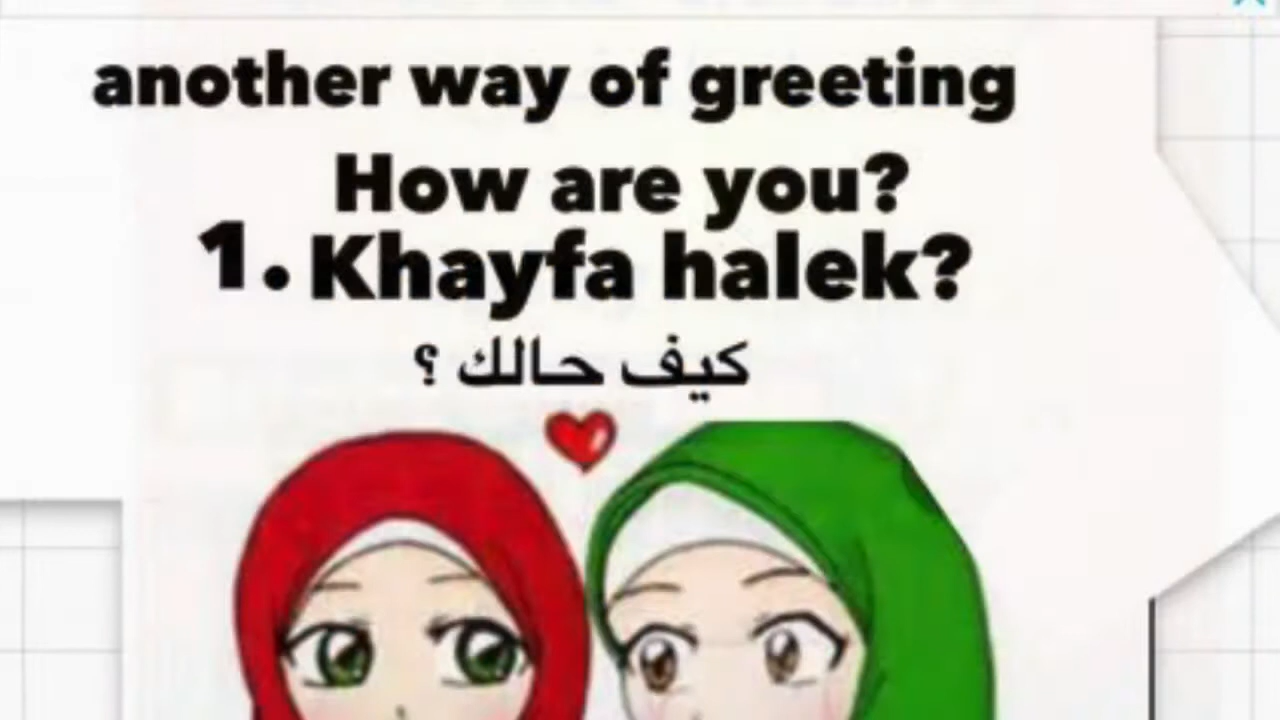 another way of greeting
How are you?
1. Khayfa halek?
كيف حالك ؟